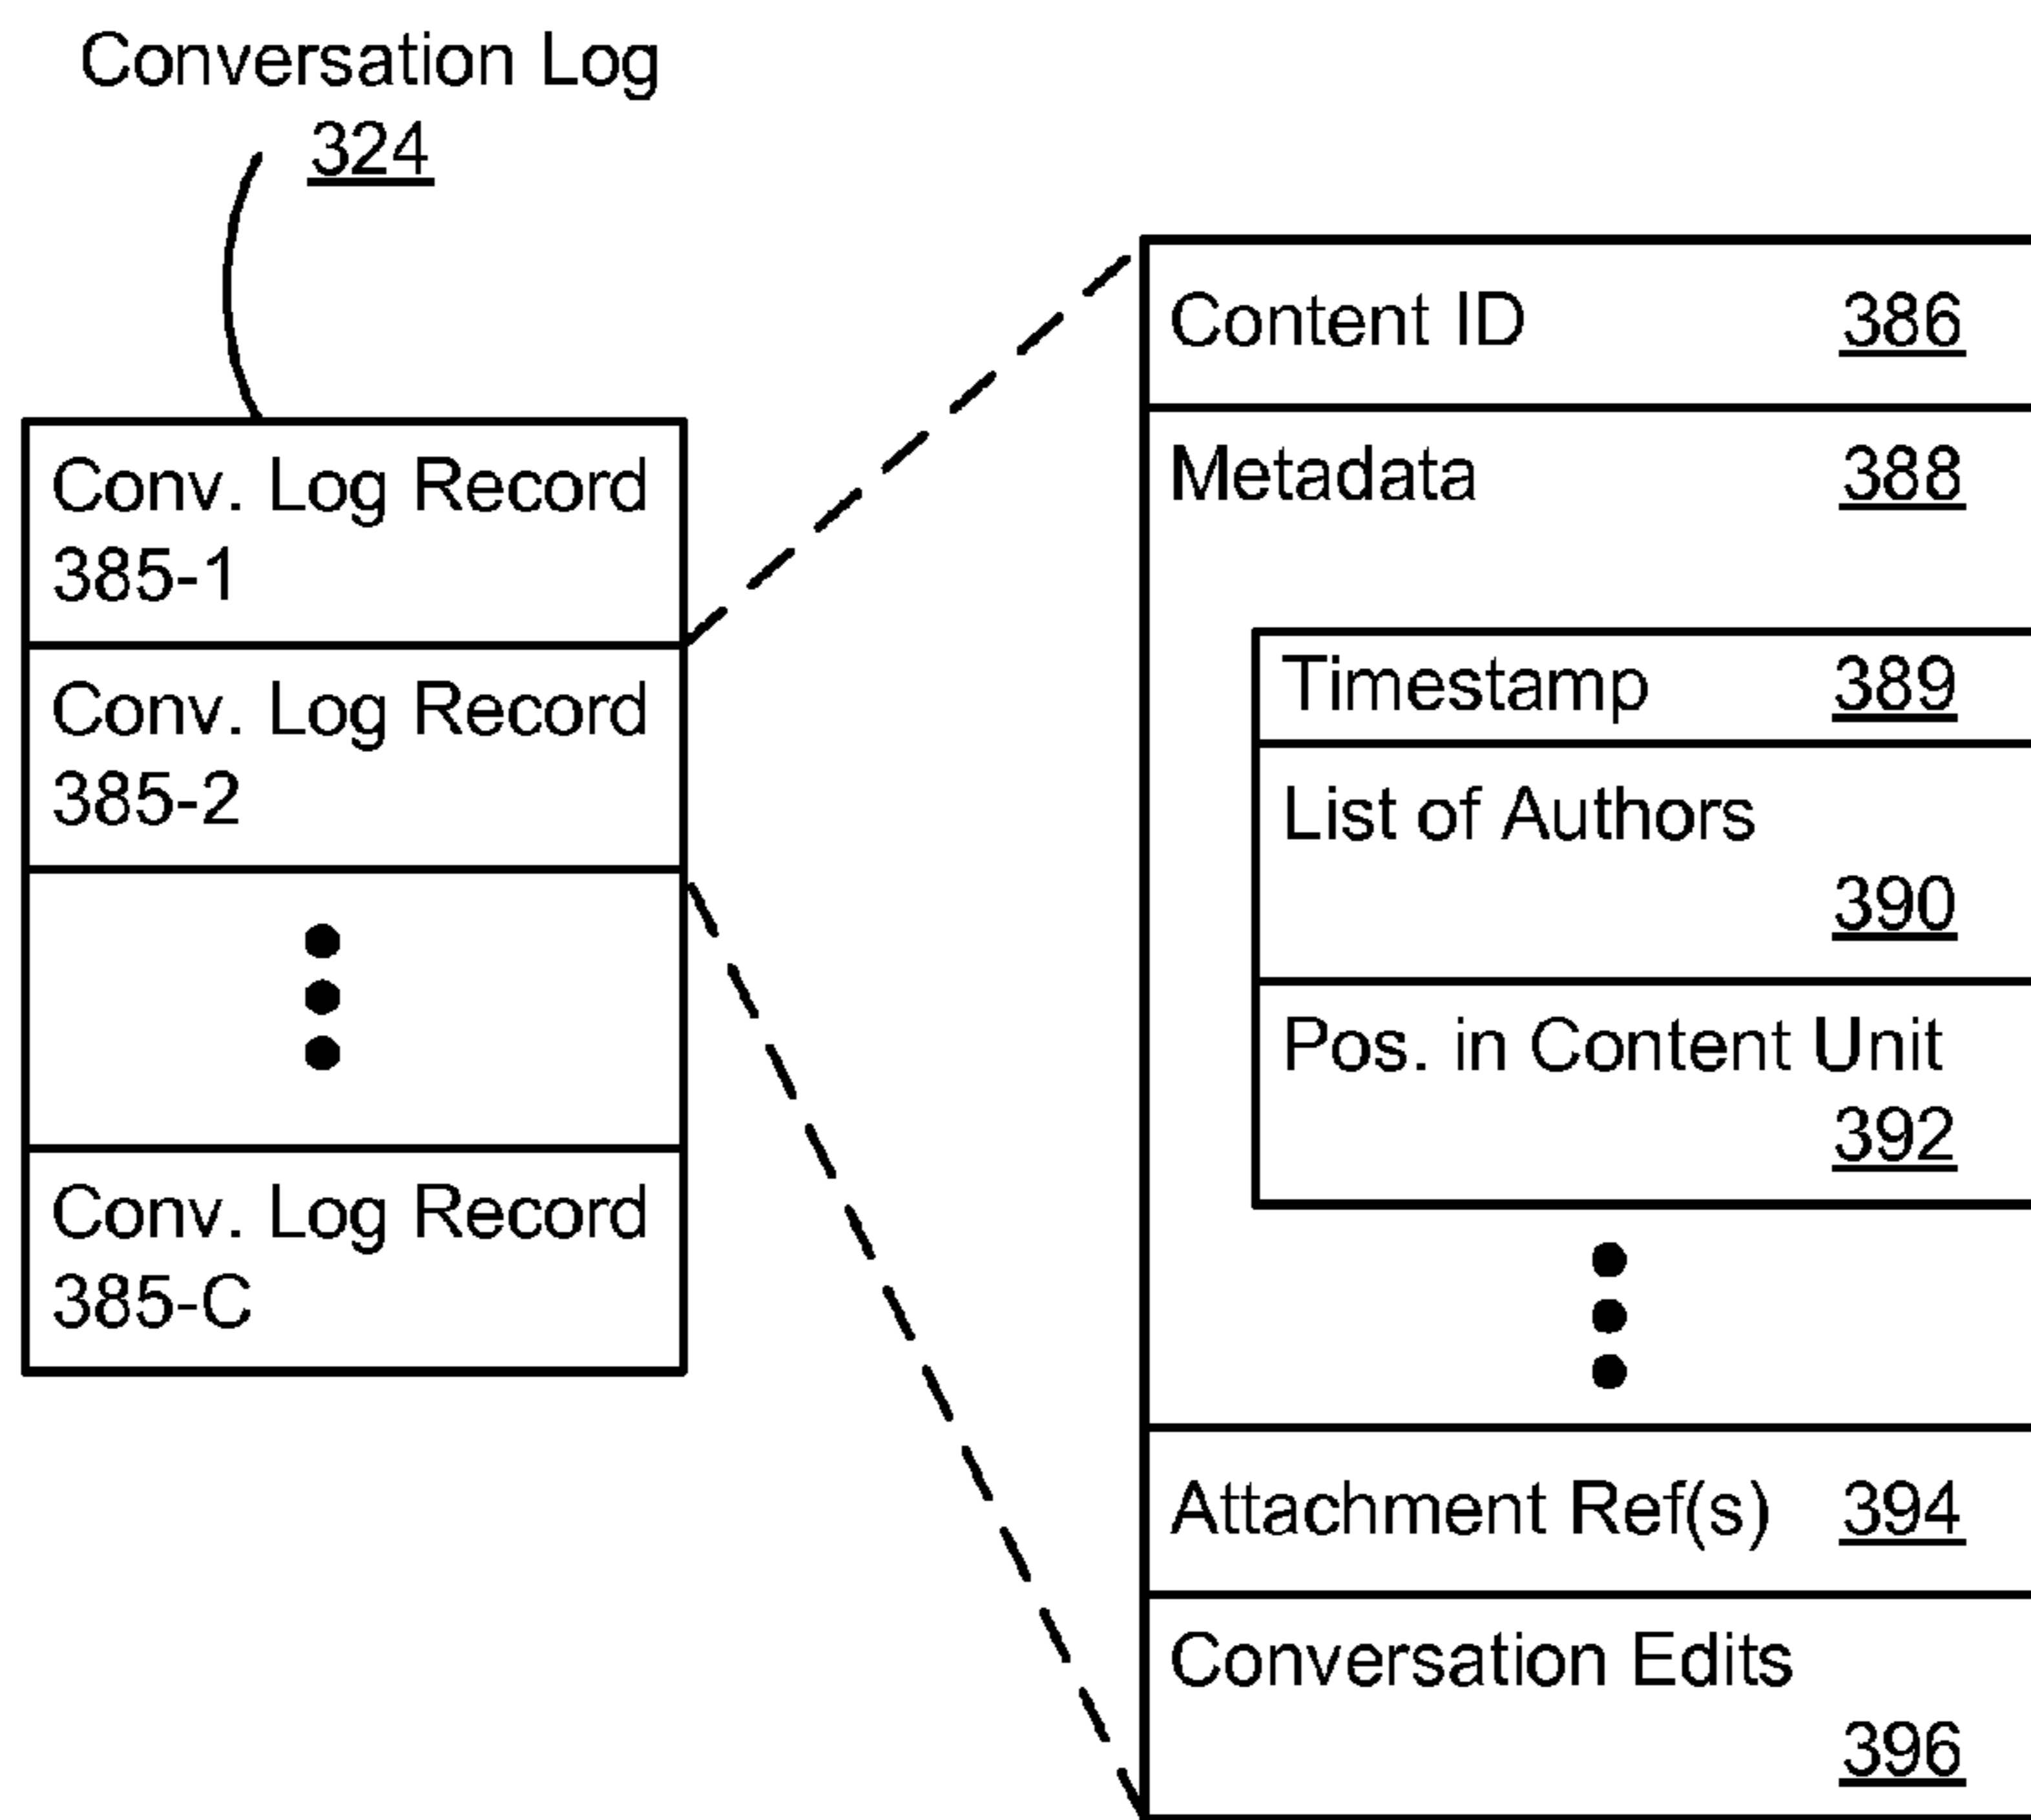 Conversation Log
324
Conv. Log Record
385-1
Conv. Log Record
385-2
Conv. Log Record
385-C
Content ID 386
Metadata 388
Timestamp 389
List of Authors
390
Pos. in Content Unit
392
Attachment Ref(s) 394
Conversation Edits
396